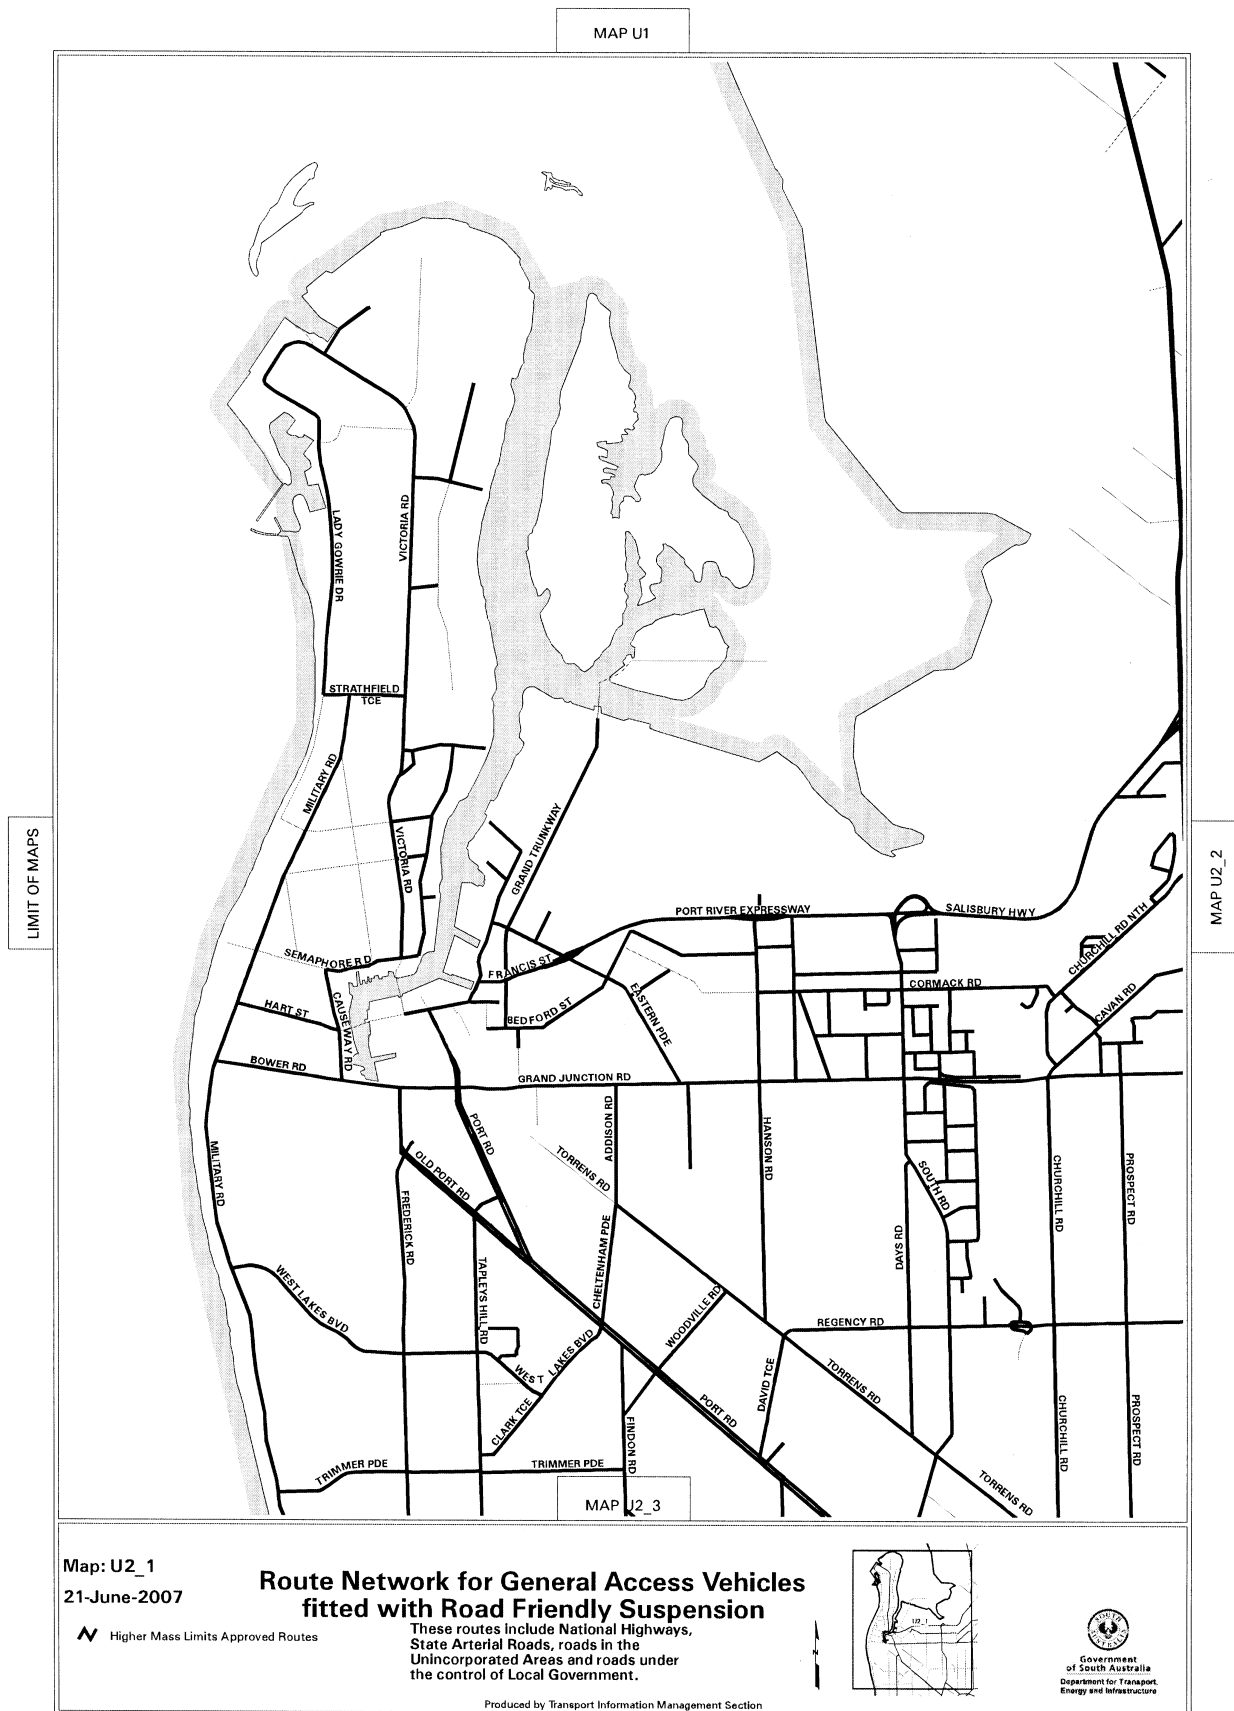 MAP U1
LIMIT OF MAPS
MAP U2_2
LADY GOWRIE DR
VICTORIA RD
STRATHFIELD
TCE
MILITARY RD
VICTORIA RD
GRAND TRUNKWAY
PORT RIVER EXPRESSWAY
SALISBURY HWY
CHURCHILL RD NTH
SEMAPHORE RD
FRANCIS ST
CORMACK RD
HART ST
CAUSEWAY RD
BEDFORD ST
EASTERN PDE
CAVAN RD
BOWER RD
GRAND JUNCTION RD
PORT RD
ADDISON RD
HANSON RD
MILITARY RD
OLD PORT RD
TORRENS RD
SOUTH RD
CHURCHILL RD
PROSPECT RD
FREDERICK RD
TAPLEYS HILL RD
CHELTENHAM PDE
DAYS RD
WEST LAKES BVD
WOODVILLE RD
REGENCY RD
WEST LAKES BVD
DAVID TCE
TORRENS RD
CLARK TCE
FINDON RD
PORT RD
CHURCHILL RD
PROSPECT RD
TRIMMER PDE
TRIMMER PDE
TORRENS RD
MAP U2_3
Map: U2_1
21-June-2007
Higher Mass Limits Approved Routes
Route Network for General Access Vehicles
fitted with Road Friendly Suspension
These routes include National Highways,
State Arterial Roads, roads in the
Unincorporated Areas and roads under
the control of Local Government.
Produced by Transport Information Management Section
N
U2_1
SOUTH
AUSTRALIA
Government
of South Australia
Department for Transport,
Energy and Infrastructure